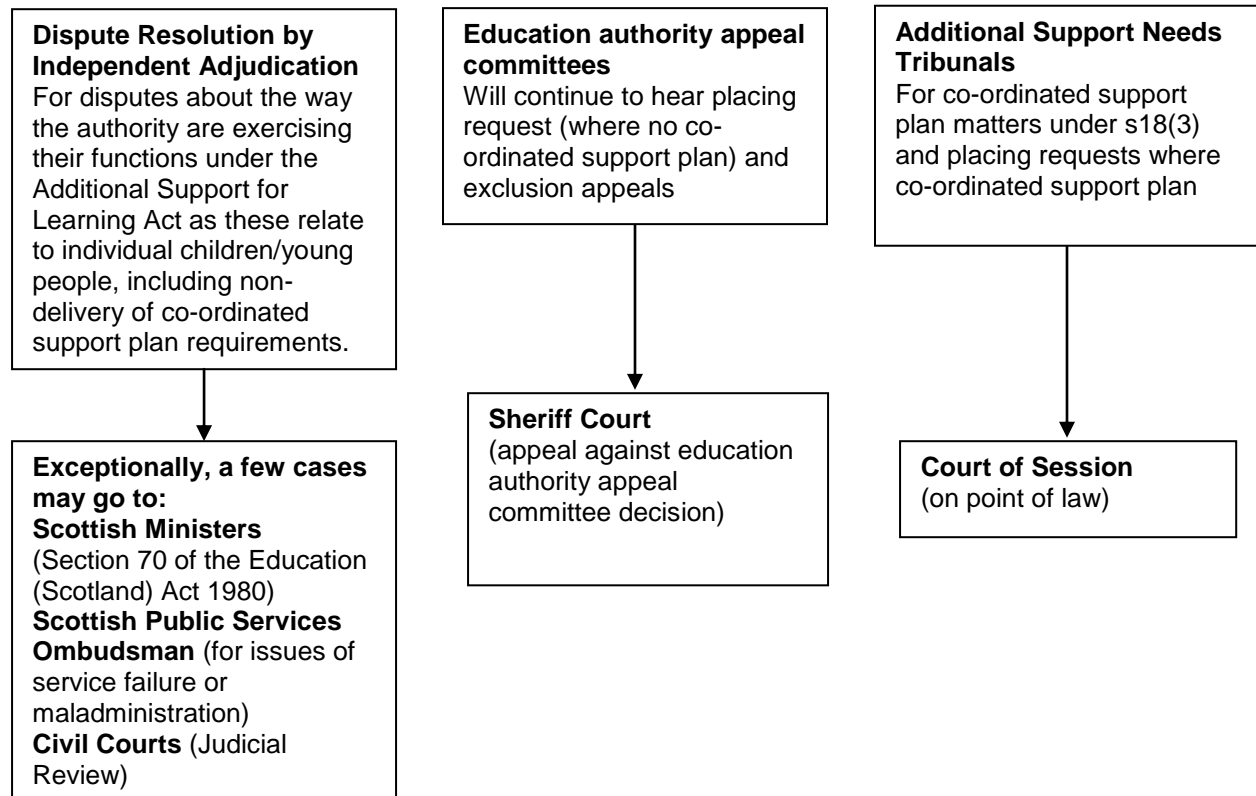 Dispute Resolution by
Independent Adjudication
For disputes about the way
the authority are exercising
their functions under the
Additional Support for
Learning Act as these relate
to individual children/young
people, including non-
delivery of co-ordinated
support plan requirements.
Exceptionally, a few cases
may go to:
Scottish Ministers
(Section 70 of the Education
(Scotland) Act 1980)
Scottish Public Services
Ombudsman (for issues of
service failure or
maladministration)
Civil Courts (Judicial
Review)
Education authority appeal
committees
Will continue to hear placing
request (where no co-
ordinated support plan) and
exclusion appeals
Sheriff Court
(appeal against education
authority appeal
committee decision)
Additional Support Needs
Tribunals
For co-ordinated support
plan matters under s18(3)
and placing requests where
co-ordinated support plan
Court of Session
(on point of law)